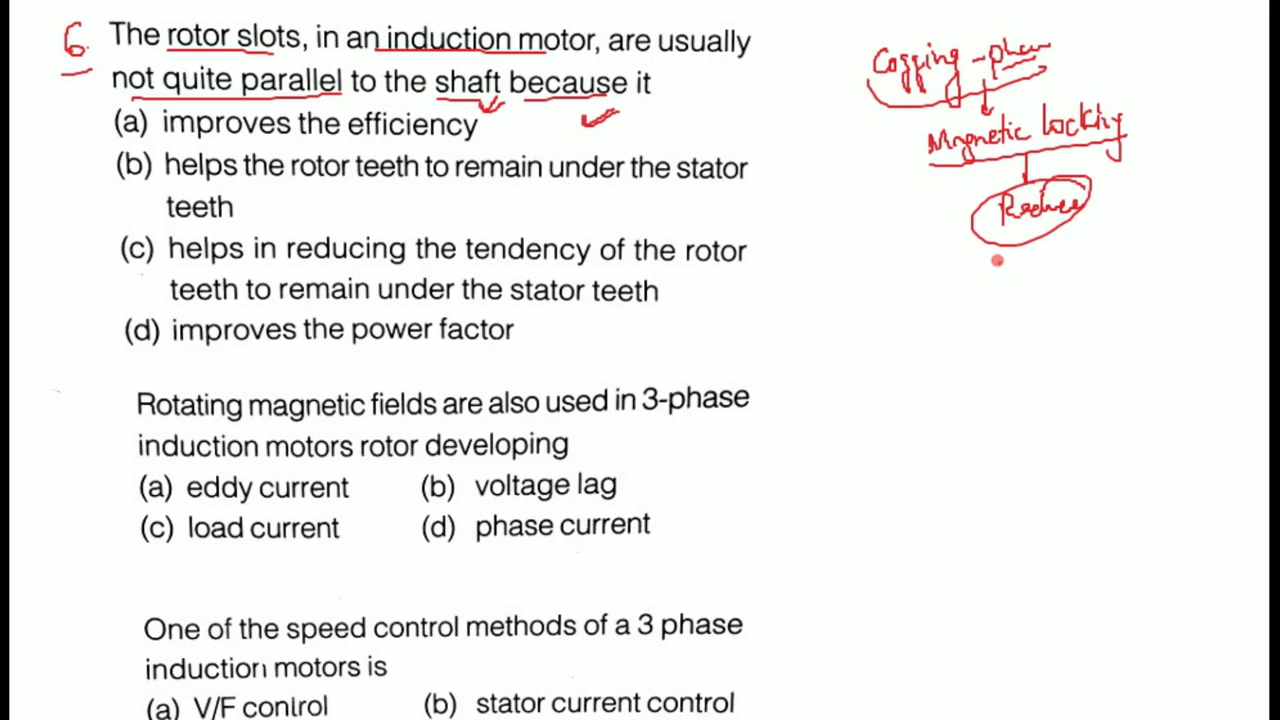 6. The rotor slots, in an induction motor, are usually
not quite parallel to the shaft because it
(a) improves the efficiency
(b) helps the rotor teeth to remain under the stator
teeth
(c) helps in reducing the tendency of the rotor
teeth to remain under the stator teeth
(d) improves the power factor
Cogging -
Magnetic locking
Reduce
Rotating magnetic fields are also used in 3-phase
induction motors rotor developing
(a) eddy current (b) voltage lag
(c) load current (d) phase current
One of the speed control methods of a 3 phase
induction motors is
(a) V/F control (b) stator current control